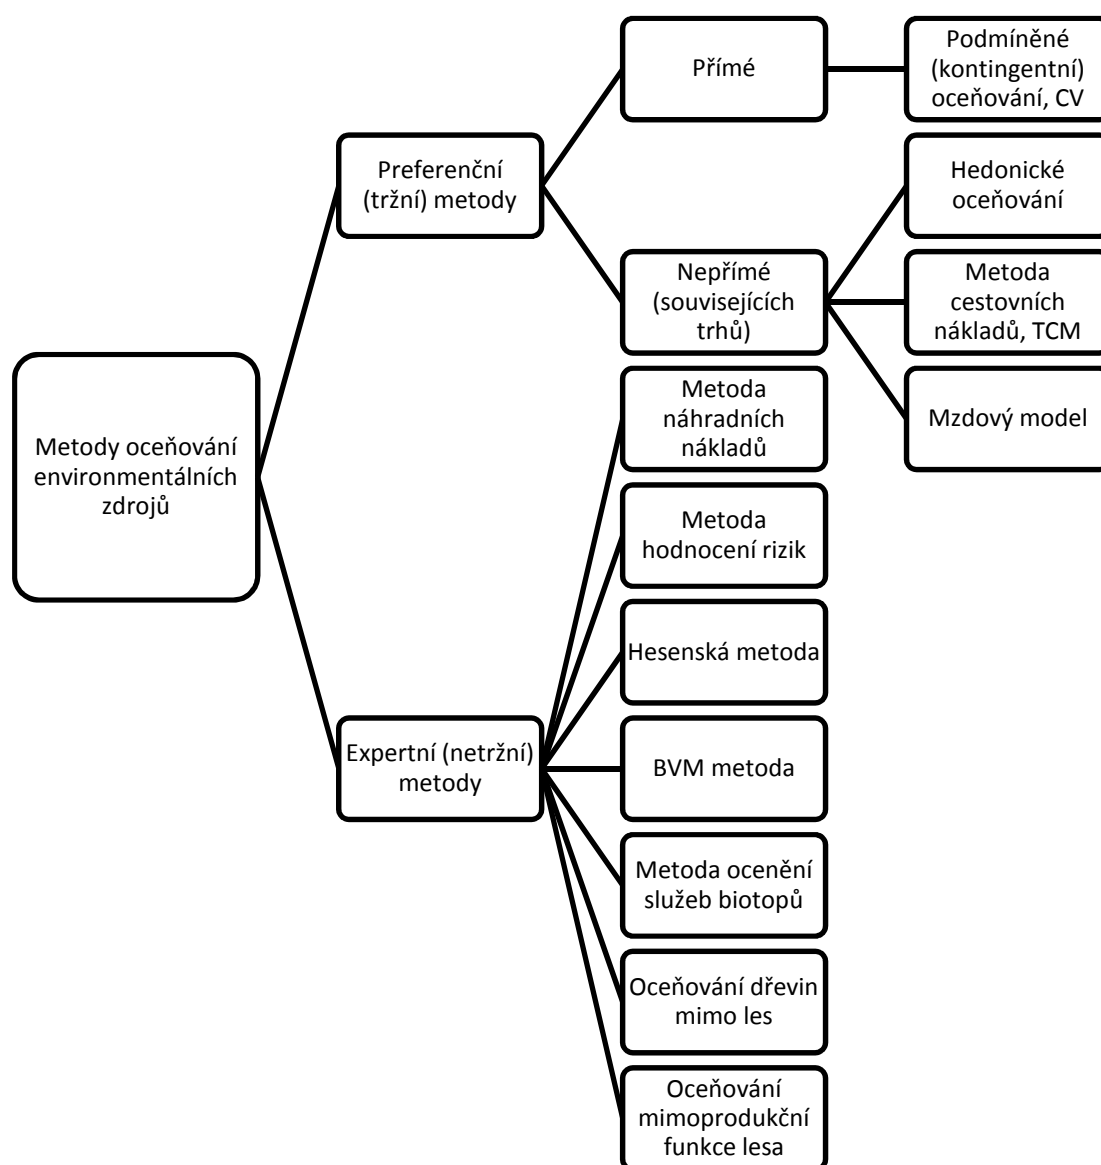 Metody oceňování
environmentálních
zdrojů
Preferenční
(tržní) metody
Přímé
Podmíněné
(kontingentní)
oceňování, CV
Nepřímé
(souvisejících
trhů)
Hedonické
oceňování
Metoda
cestovních
nákladů, TCM
Mzdový model
Expertní (netržní)
metody
Metoda
náhradních
nákladů
Metoda
hodnocení rizik
Hesenská metoda
BVM metoda
Metoda ocenění
služeb biotopů
Oceňování dřevin
mimo les
Oceňování
mimoprodukční
funkce lesa